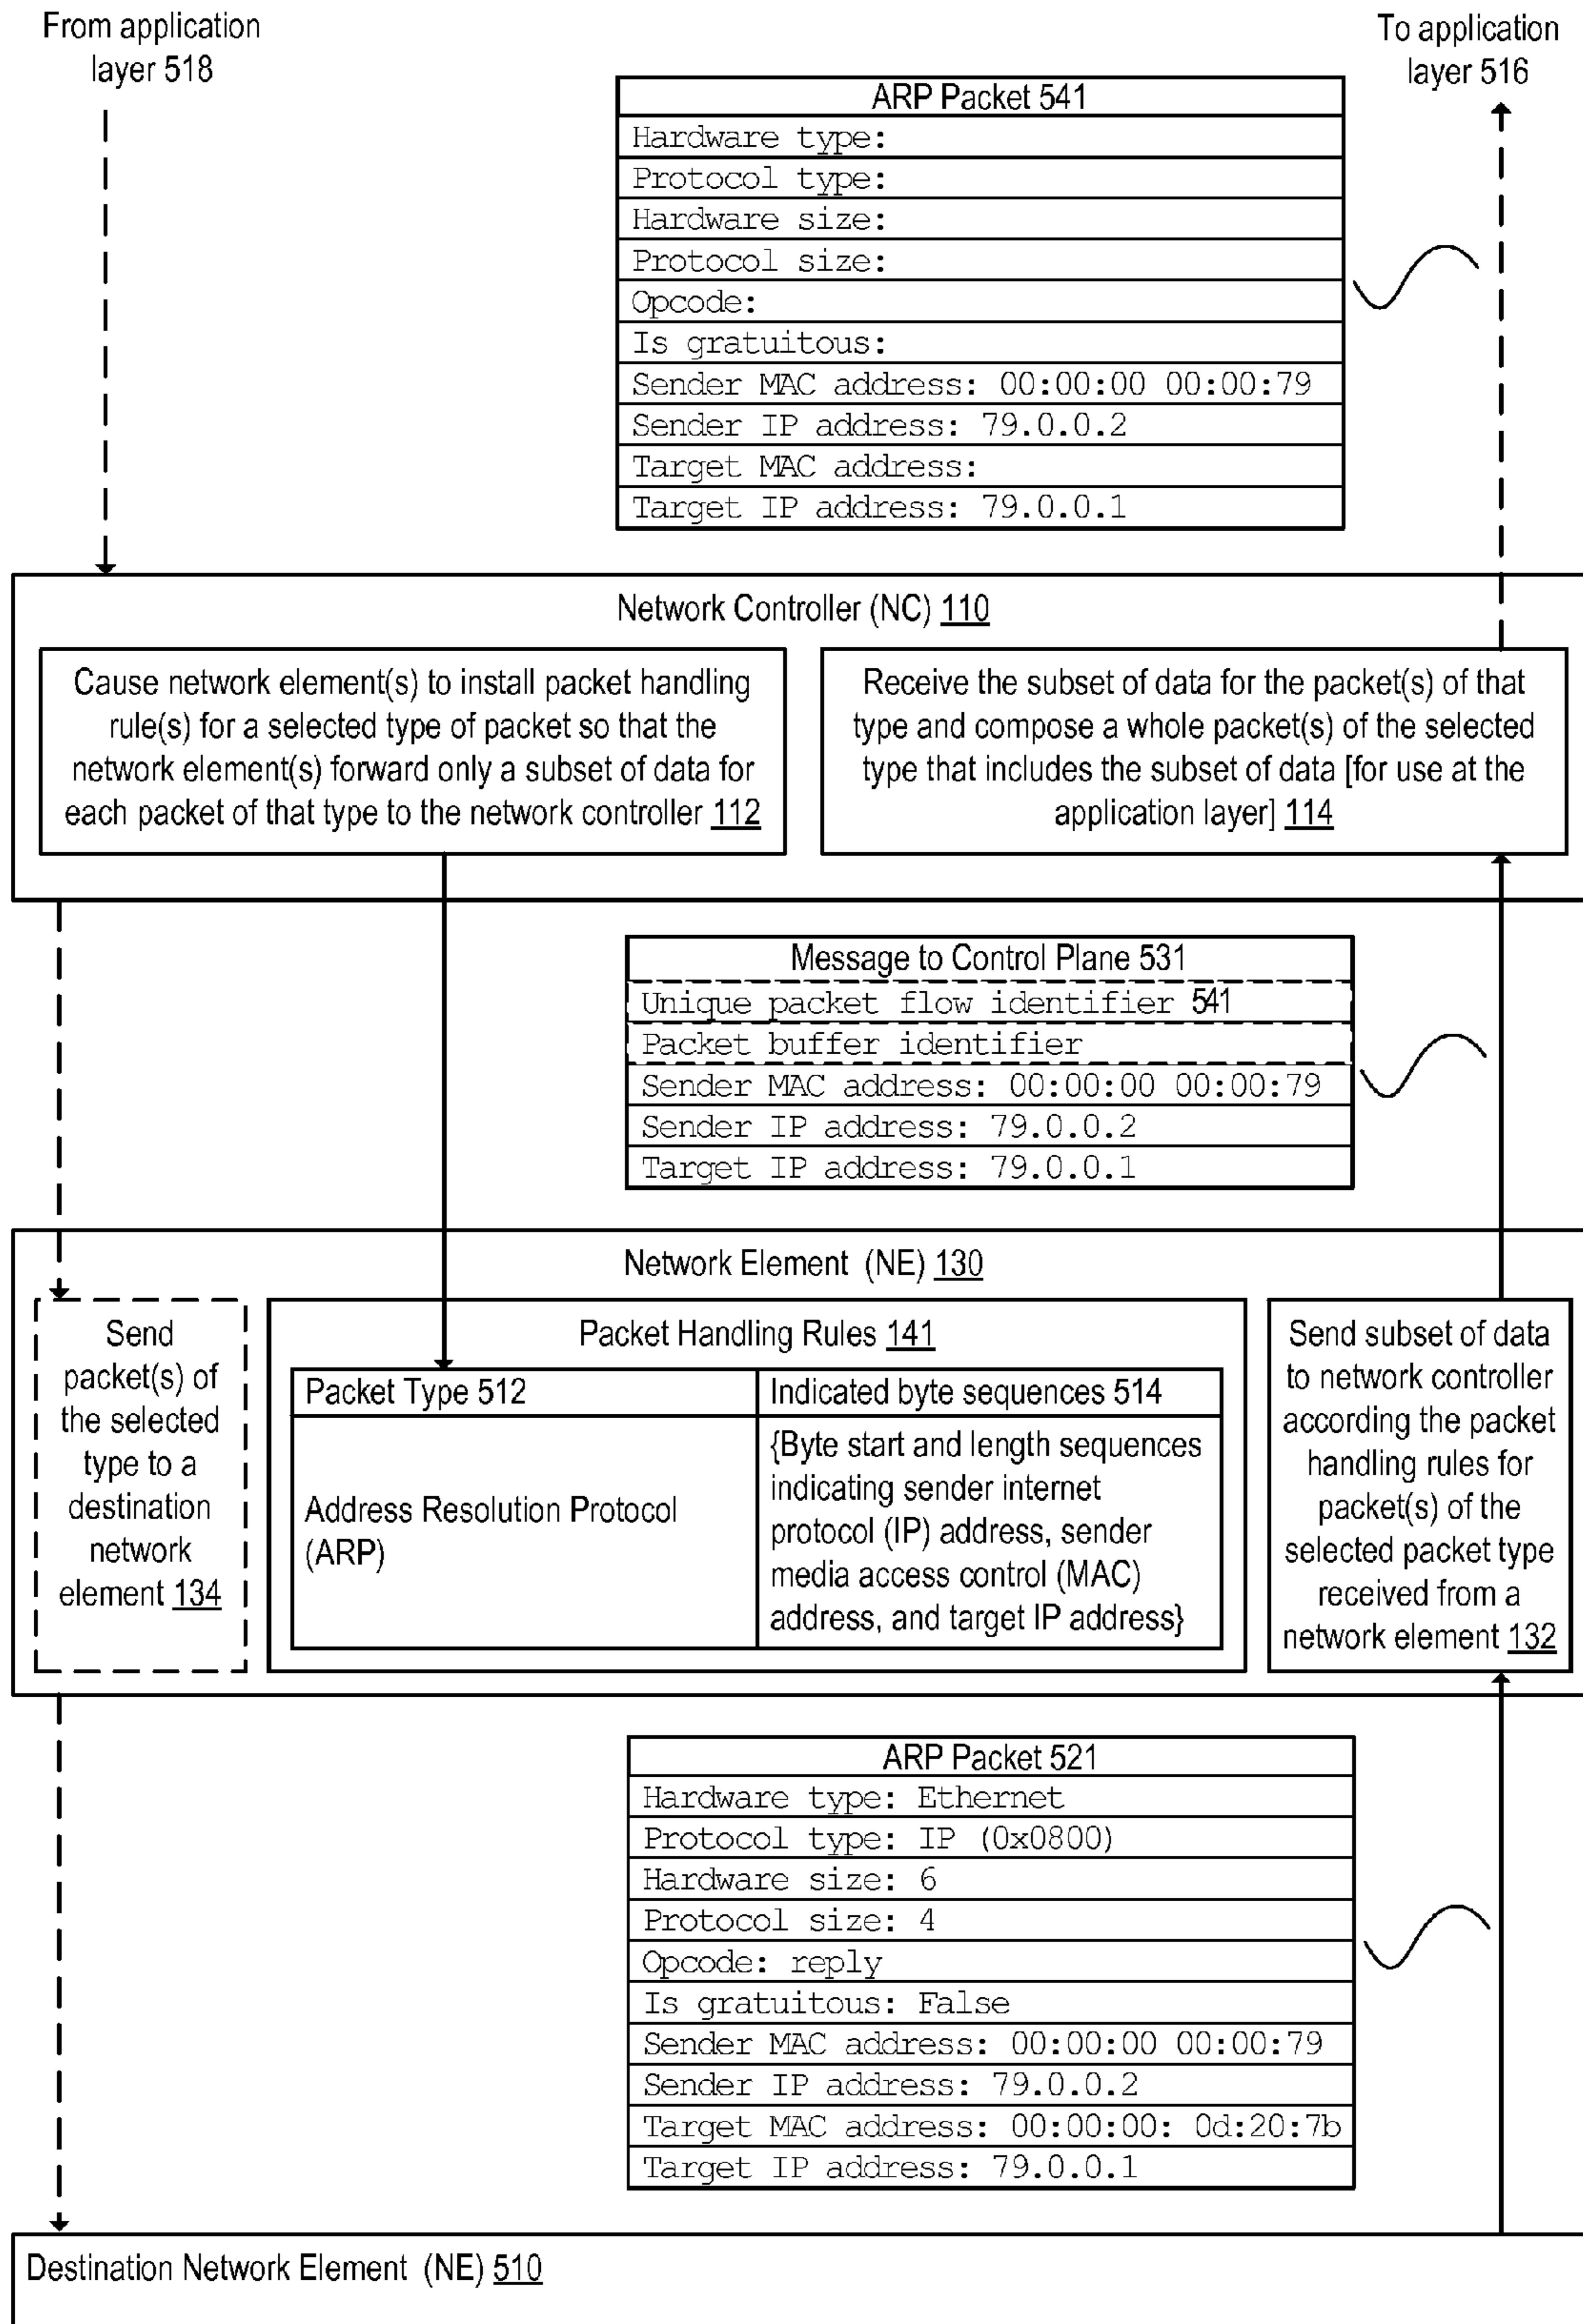 From application
layer 518
To application
layer 516
ARP Packet 541
Hardware type:
Protocol type:
Hardware size:
Protocol size:
Opcode:
Is gratuitous:
Sender MAC address: 00:00:00 00:00:79
Sender IP address: 79.0.0.2
Target MAC address:
Target IP address: 79.0.0.1
Network Controller (NC) 110
Cause network element(s) to install packet handling
rule(s) for a selected type of packet so that the
network element(s) forward only a subset of data for
each packet of that type to the network controller 112
Receive the subset of data for the packet(s) of that
type and compose a whole packet(s) of the selected
type that includes the subset of data [for use at the
application layer] 114
Message to Control Plane 531
Unique packet flow identifier 541
Packet buffer identifier
Sender MAC address: 00:00:00 00:00:79
Sender IP address: 79.0.0.2
Target IP address: 79.0.0.1
Network Element (NE) 130
Send
packet(s) of
the selected
type to a
destination
network
element 134
Packet Handling Rules 141
Packet Type 512
Indicated byte sequences 514
Address Resolution Protocol
(ARP)
{Byte start and length sequences
indicating sender internet
protocol (IP) address, sender
media access control (MAC)
address, and target IP address}
Send subset of data
to network controller
according the packet
handling rules for
packet(s) of the
selected packet type
received from a
network element 132
ARP Packet 521
Hardware type: Ethernet
Protocol type: IP (0x0800)
Hardware size: 6
Protocol size: 4
Opcode: reply
Is gratuitous: False
Sender MAC address: 00:00:00 00:00:79
Sender IP address: 79.0.0.2
Target MAC address: 00:00:00: 0d:20:7b
Target IP address: 79.0.0.1
Destination Network Element (NE) 510